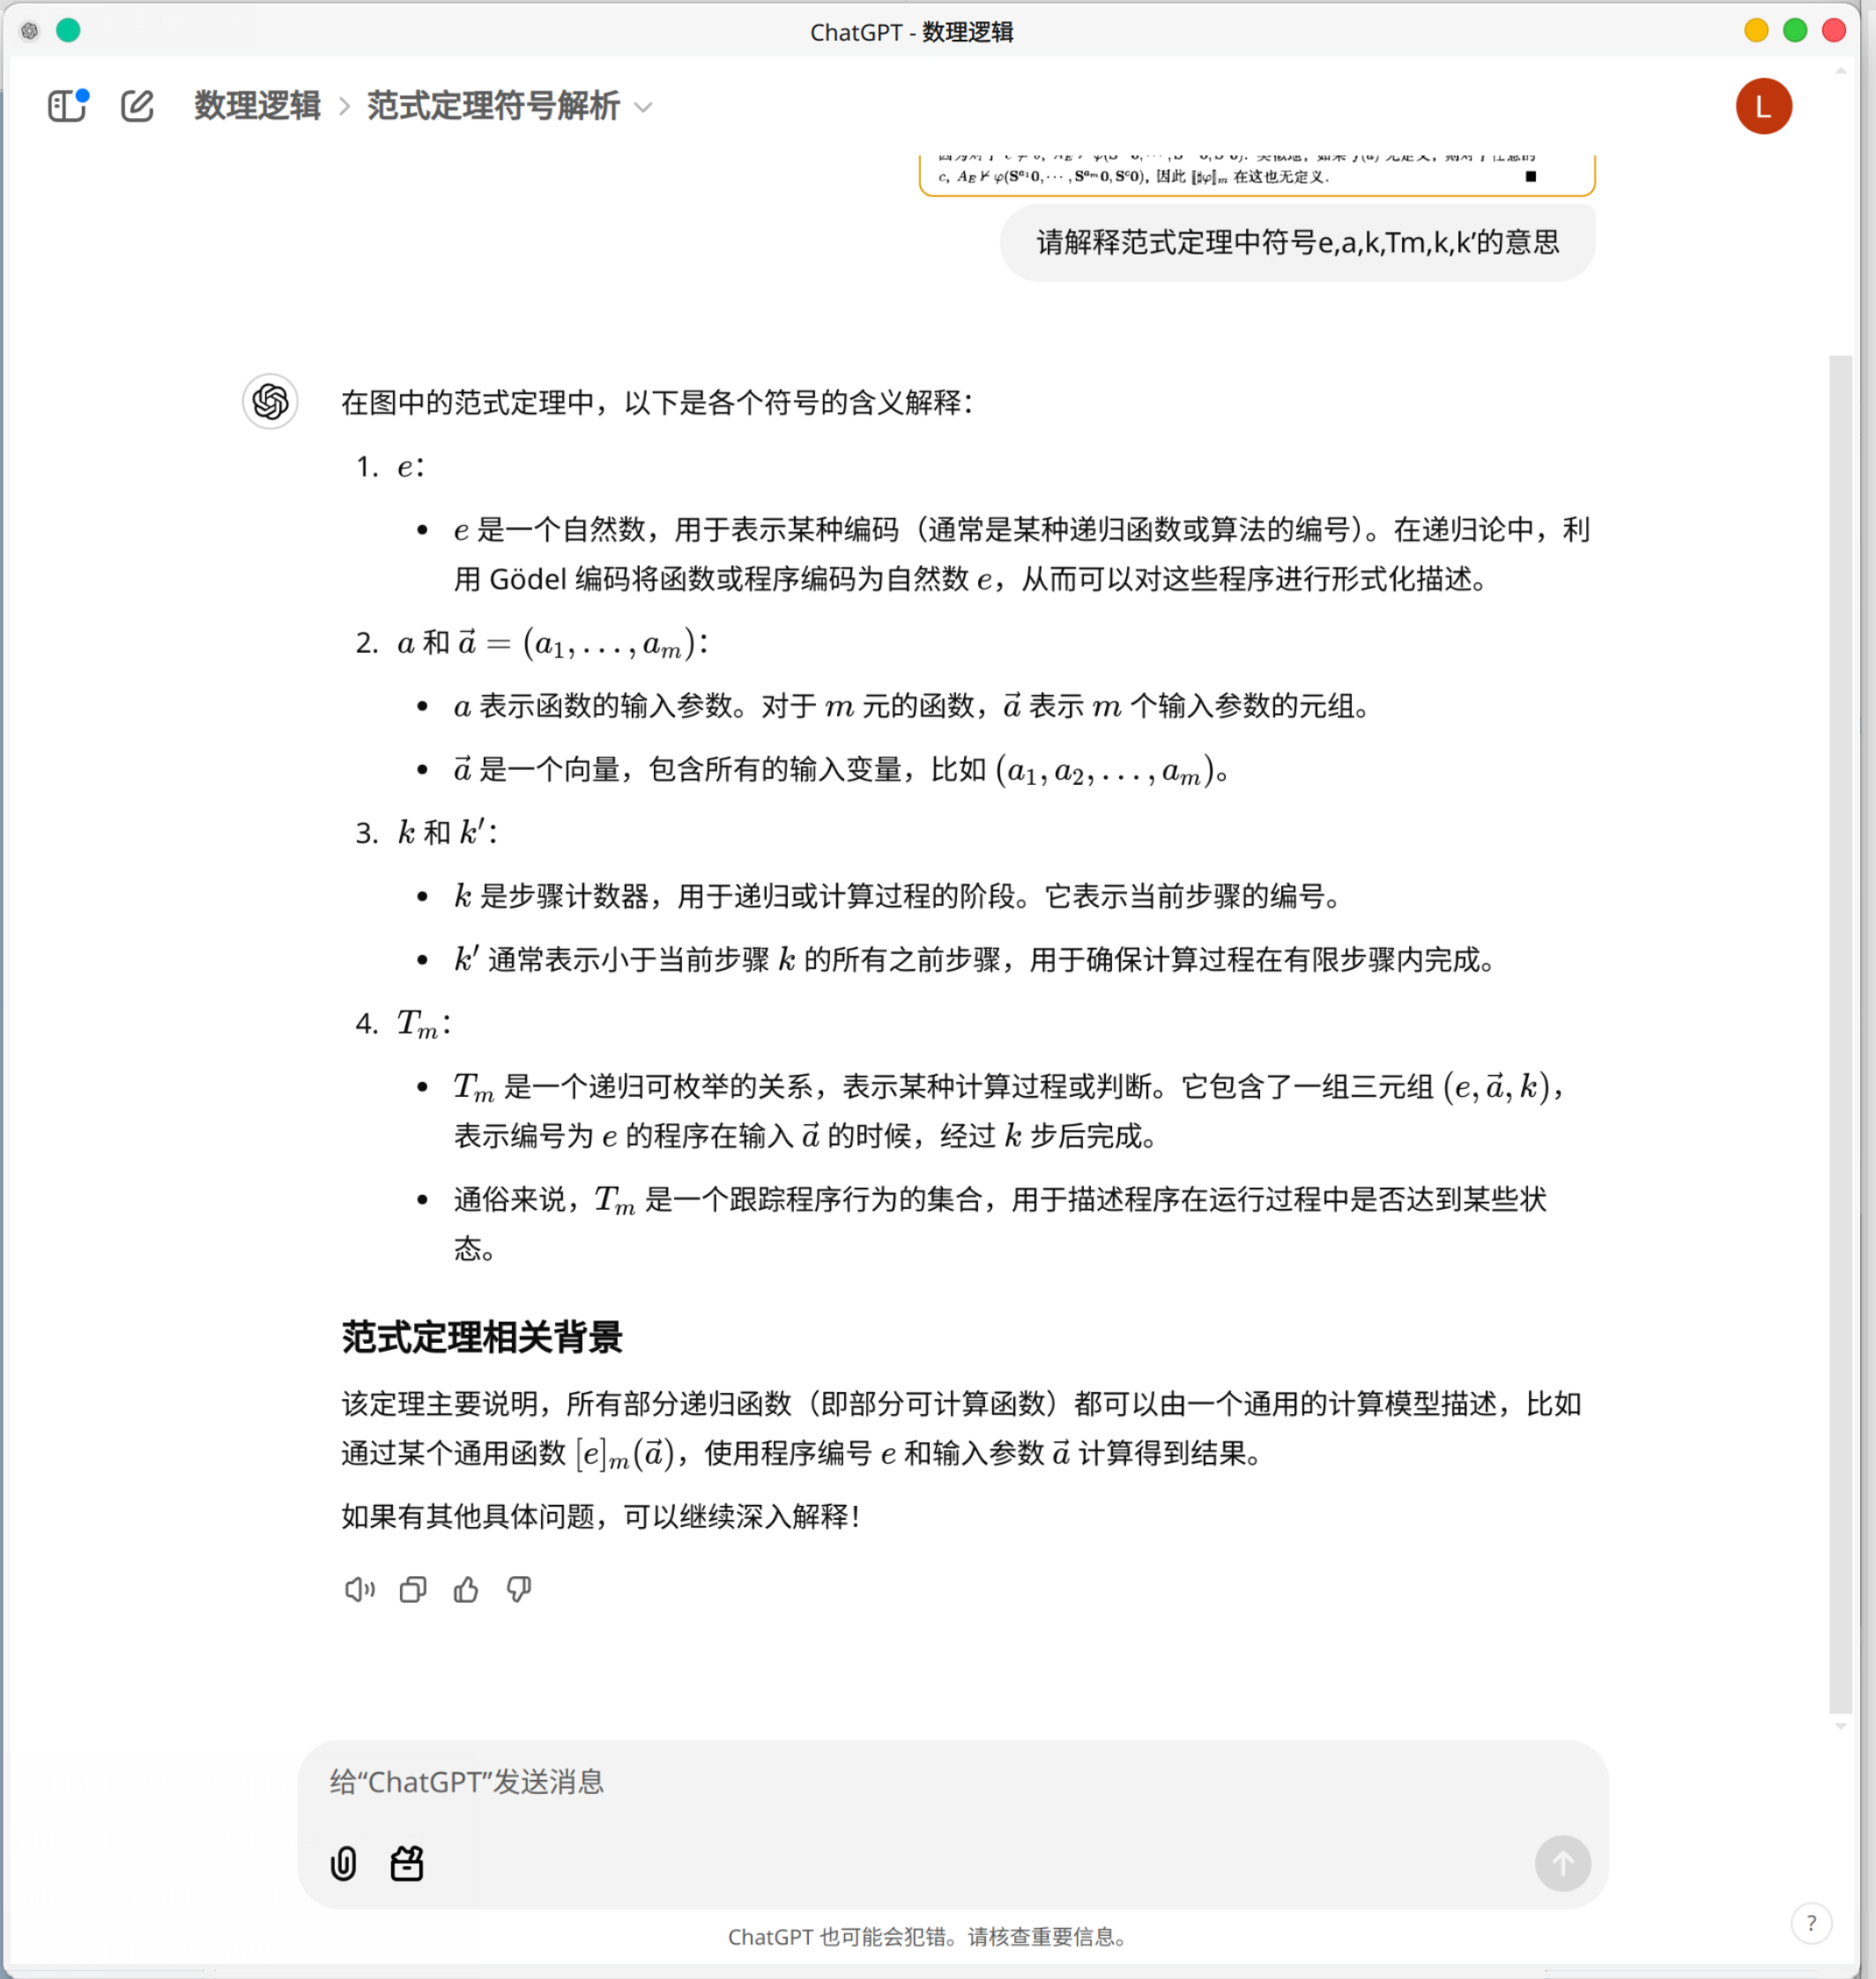 ChatGPT - 数理逻辑
数理逻辑 > 范式定理符号解析
L
c, A_E ⊬ φ(S^{a_1}0, ⋯ , S^{a_m}0, S^c0), 因此 ⟦♯φ⟧_m 在这也无定义. ■
请解释范式定理中符号e,a,k,Tm,k,k’的意思
在图中的范式定理中，以下是各个符号的含义解释：
1. e：
• e 是一个自然数，用于表示某种编码（通常是某种递归函数或算法的编号）。在递归论中，利
用 Gödel 编码将函数或程序编码为自然数 e，从而可以对这些程序进行形式化描述。
2. a 和 \vec{a} = (a_1, . . . , a_m)：
• a 表示函数的输入参数。对于 m 元的函数，\vec{a} 表示 m 个输入参数的元组。
• \vec{a} 是一个向量，包含所有的输入变量，比如 (a_1, a_2, . . . , a_m)。
3. k 和 k′：
• k 是步骤计数器，用于递归或计算过程的阶段。它表示当前步骤的编号。
• k′ 通常表示小于当前步骤 k 的所有之前步骤，用于确保计算过程在有限步骤内完成。
4. T_m：
• T_m 是一个递归可枚举的关系，表示某种计算过程或判断。它包含了一组三元组 (e, \vec{a}, k)，
表示编号为 e 的程序在输入 \vec{a} 的时候，经过 k 步后完成。
• 通俗来说，T_m 是一个跟踪程序行为的集合，用于描述程序在运行过程中是否达到某些状
态。
范式定理相关背景
该定理主要说明，所有部分递归函数（即部分可计算函数）都可以由一个通用的计算模型描述，比如
通过某个通用函数 [e]_m(\vec{a})，使用程序编号 e 和输入参数 \vec{a} 计算得到结果。
如果有其他具体问题，可以继续深入解释！
给“ChatGPT”发送消息
ChatGPT 也可能会犯错。请核查重要信息。
?